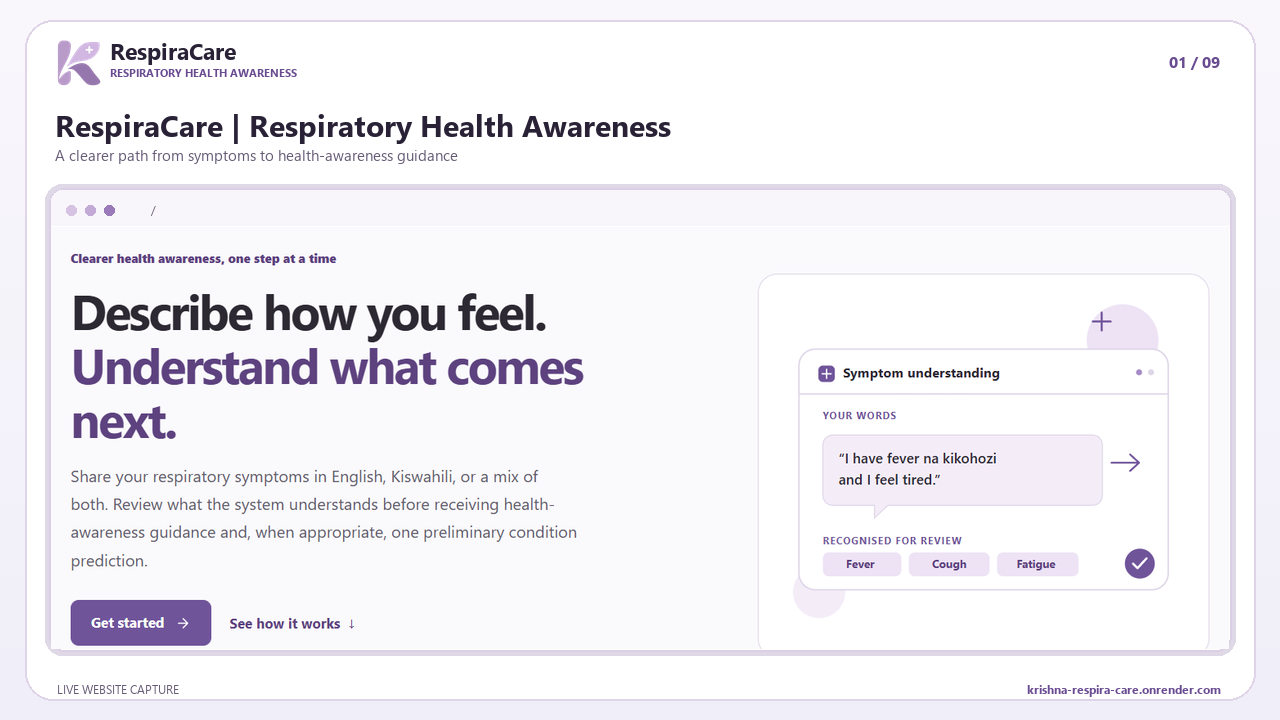 RespiraCare
RESPIRATORY HEALTH AWARENESS
01 / 09
RespiraCare | Respiratory Health Awareness
A clearer path from symptoms to health-awareness guidance
/
Clearer health awareness, one step at a time
Describe how you feel.
Understand what comes
next.
Share your respiratory symptoms in English, Kiswahili, or a mix of
both. Review what the system understands before receiving health-
awareness guidance and, when appropriate, one preliminary condition
prediction.
Get started →
See how it works ↓
Symptom understanding
YOUR WORDS
“I have fever na kikohozi
and I feel tired.”
RECOGNISED FOR REVIEW
Fever
Cough
Fatigue
LIVE WEBSITE CAPTURE
krishna-respira-care.onrender.com